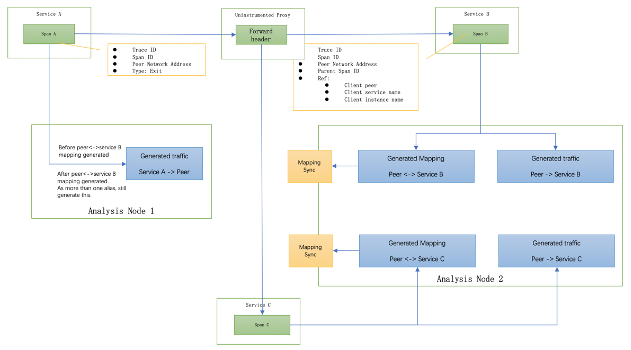 Service A
Span A
Uninstrumented Proxy
Forward
header
Service B
Span B
Trace ID
Span ID
Peer Network Address
Type: Exit
Trace ID
Span ID
Peer Network Address
Parent Span ID
Ref:
Client peer
Client service name
Client instance name
Before peer<->service B
mapping generated
After peer<->service B
mapping generated.
As more than one alias, still
generate this.
Generated traffic
Service A -> Peer
Analysis Node 1
Mapping
Sync
Generated Mapping
Peer <-> Service B
Generated traffic
Peer -> Service B
Mapping
Sync
Generated Mapping
Peer <-> Service C
Generated traffic
Peer -> Service C
Analysis Node 2
Service C
Span C